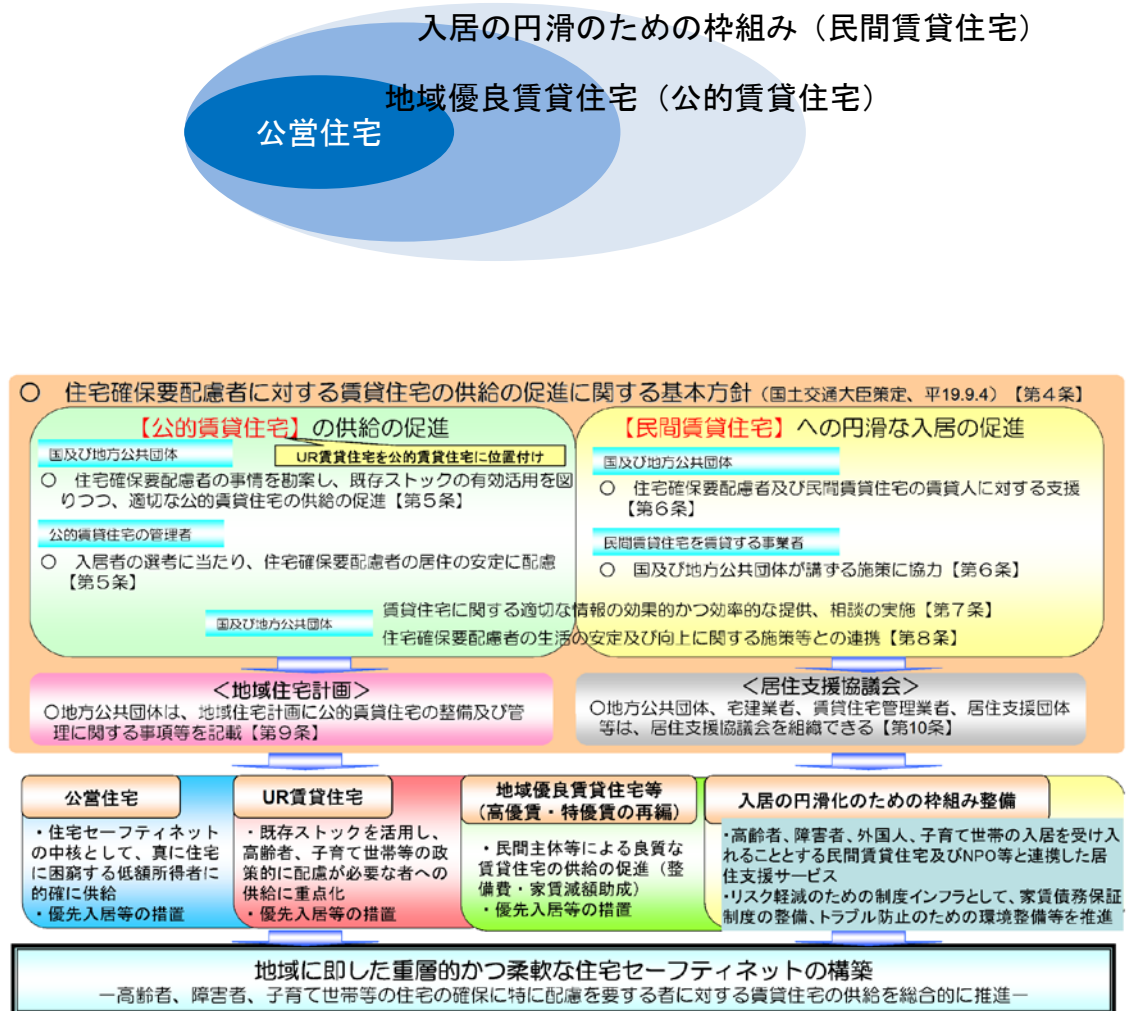 入居の円滑のための枠組み（民間賃貸住宅）
地域優良賃貸住宅（公的賃貸住宅）
公営住宅
○　住宅確保要配慮者に対する賃貸住宅の供給の促進に関する基本方針（国土交通大臣策定、平19.9.4）【第４条】
【公的賃貸住宅】の供給の促進
国及び地方公共団体
UR賃貸住宅を公的賃貸住宅に位置付け
○　住宅確保要配慮者の事情を勘案し、既存ストックの有効活用を図
りつつ、適切な公的賃貸住宅の供給の促進【第５条】
公的賃貸住宅の管理者
○　入居者の選考に当たり、住宅確保要配慮者の居住の安定に配慮
【第５条】
【民間賃貸住宅】への円滑な入居の促進
国及び地方公共団体
○　住宅確保要配慮者及び民間賃貸住宅の賃貸人に対する支援
【第６条】
民間賃貸住宅を賃貸する事業者
○　国及び地方公共団体が講ずる施策に協力【第６条】
国及び地方公共団体
賃貸住宅に関する適切な情報の効果的かつ効率的な提供、相談の実施【第７条】
住宅確保要配慮者の生活の安定及び向上に関する施策等との連携【第８条】
＜地域住宅計画＞
○地方公共団体は、地域住宅計画に公的賃貸住宅の整備及び管
理に関する事項等を記載【第９条】
＜居住支援協議会＞
○地方公共団体、宅建業者、賃貸住宅管理業者、居住支援団体
等は、居住支援協議会を組織できる【第10条】
公営住宅
・住宅セーフティネット
の中核として、真に住宅
に困窮する低額所得者に
的確に供給
・優先入居等の措置
UR賃貸住宅
・既存ストックを活用し、
高齢者、子育て世帯等の政
策的に配慮が必要な者への
供給に重点化
・優先入居等の措置
地域優良賃貸住宅等
（高優賃・特優賃の再編）
・民間主体等による良質な
賃貸住宅の供給の促進（整
備費・家賃減額助成）
・優先入居等の措置
入居の円滑化のための枠組み整備
・高齢者、障害者、外国人、子育て世帯の入居を受け入
れることとする民間賃貸住宅及びNPO等と連携した居
住支援サービス
・リスク軽減のための制度インフラとして、家賃債務保証
制度の整備、トラブル防止のための環境整備等を推進
地域に即した重層的かつ柔軟な住宅セーフティネットの構築
－高齢者、障害者、子育て世帯等の住宅の確保に特に配慮を要する者に対する賃貸住宅の供給を総合的に推進－